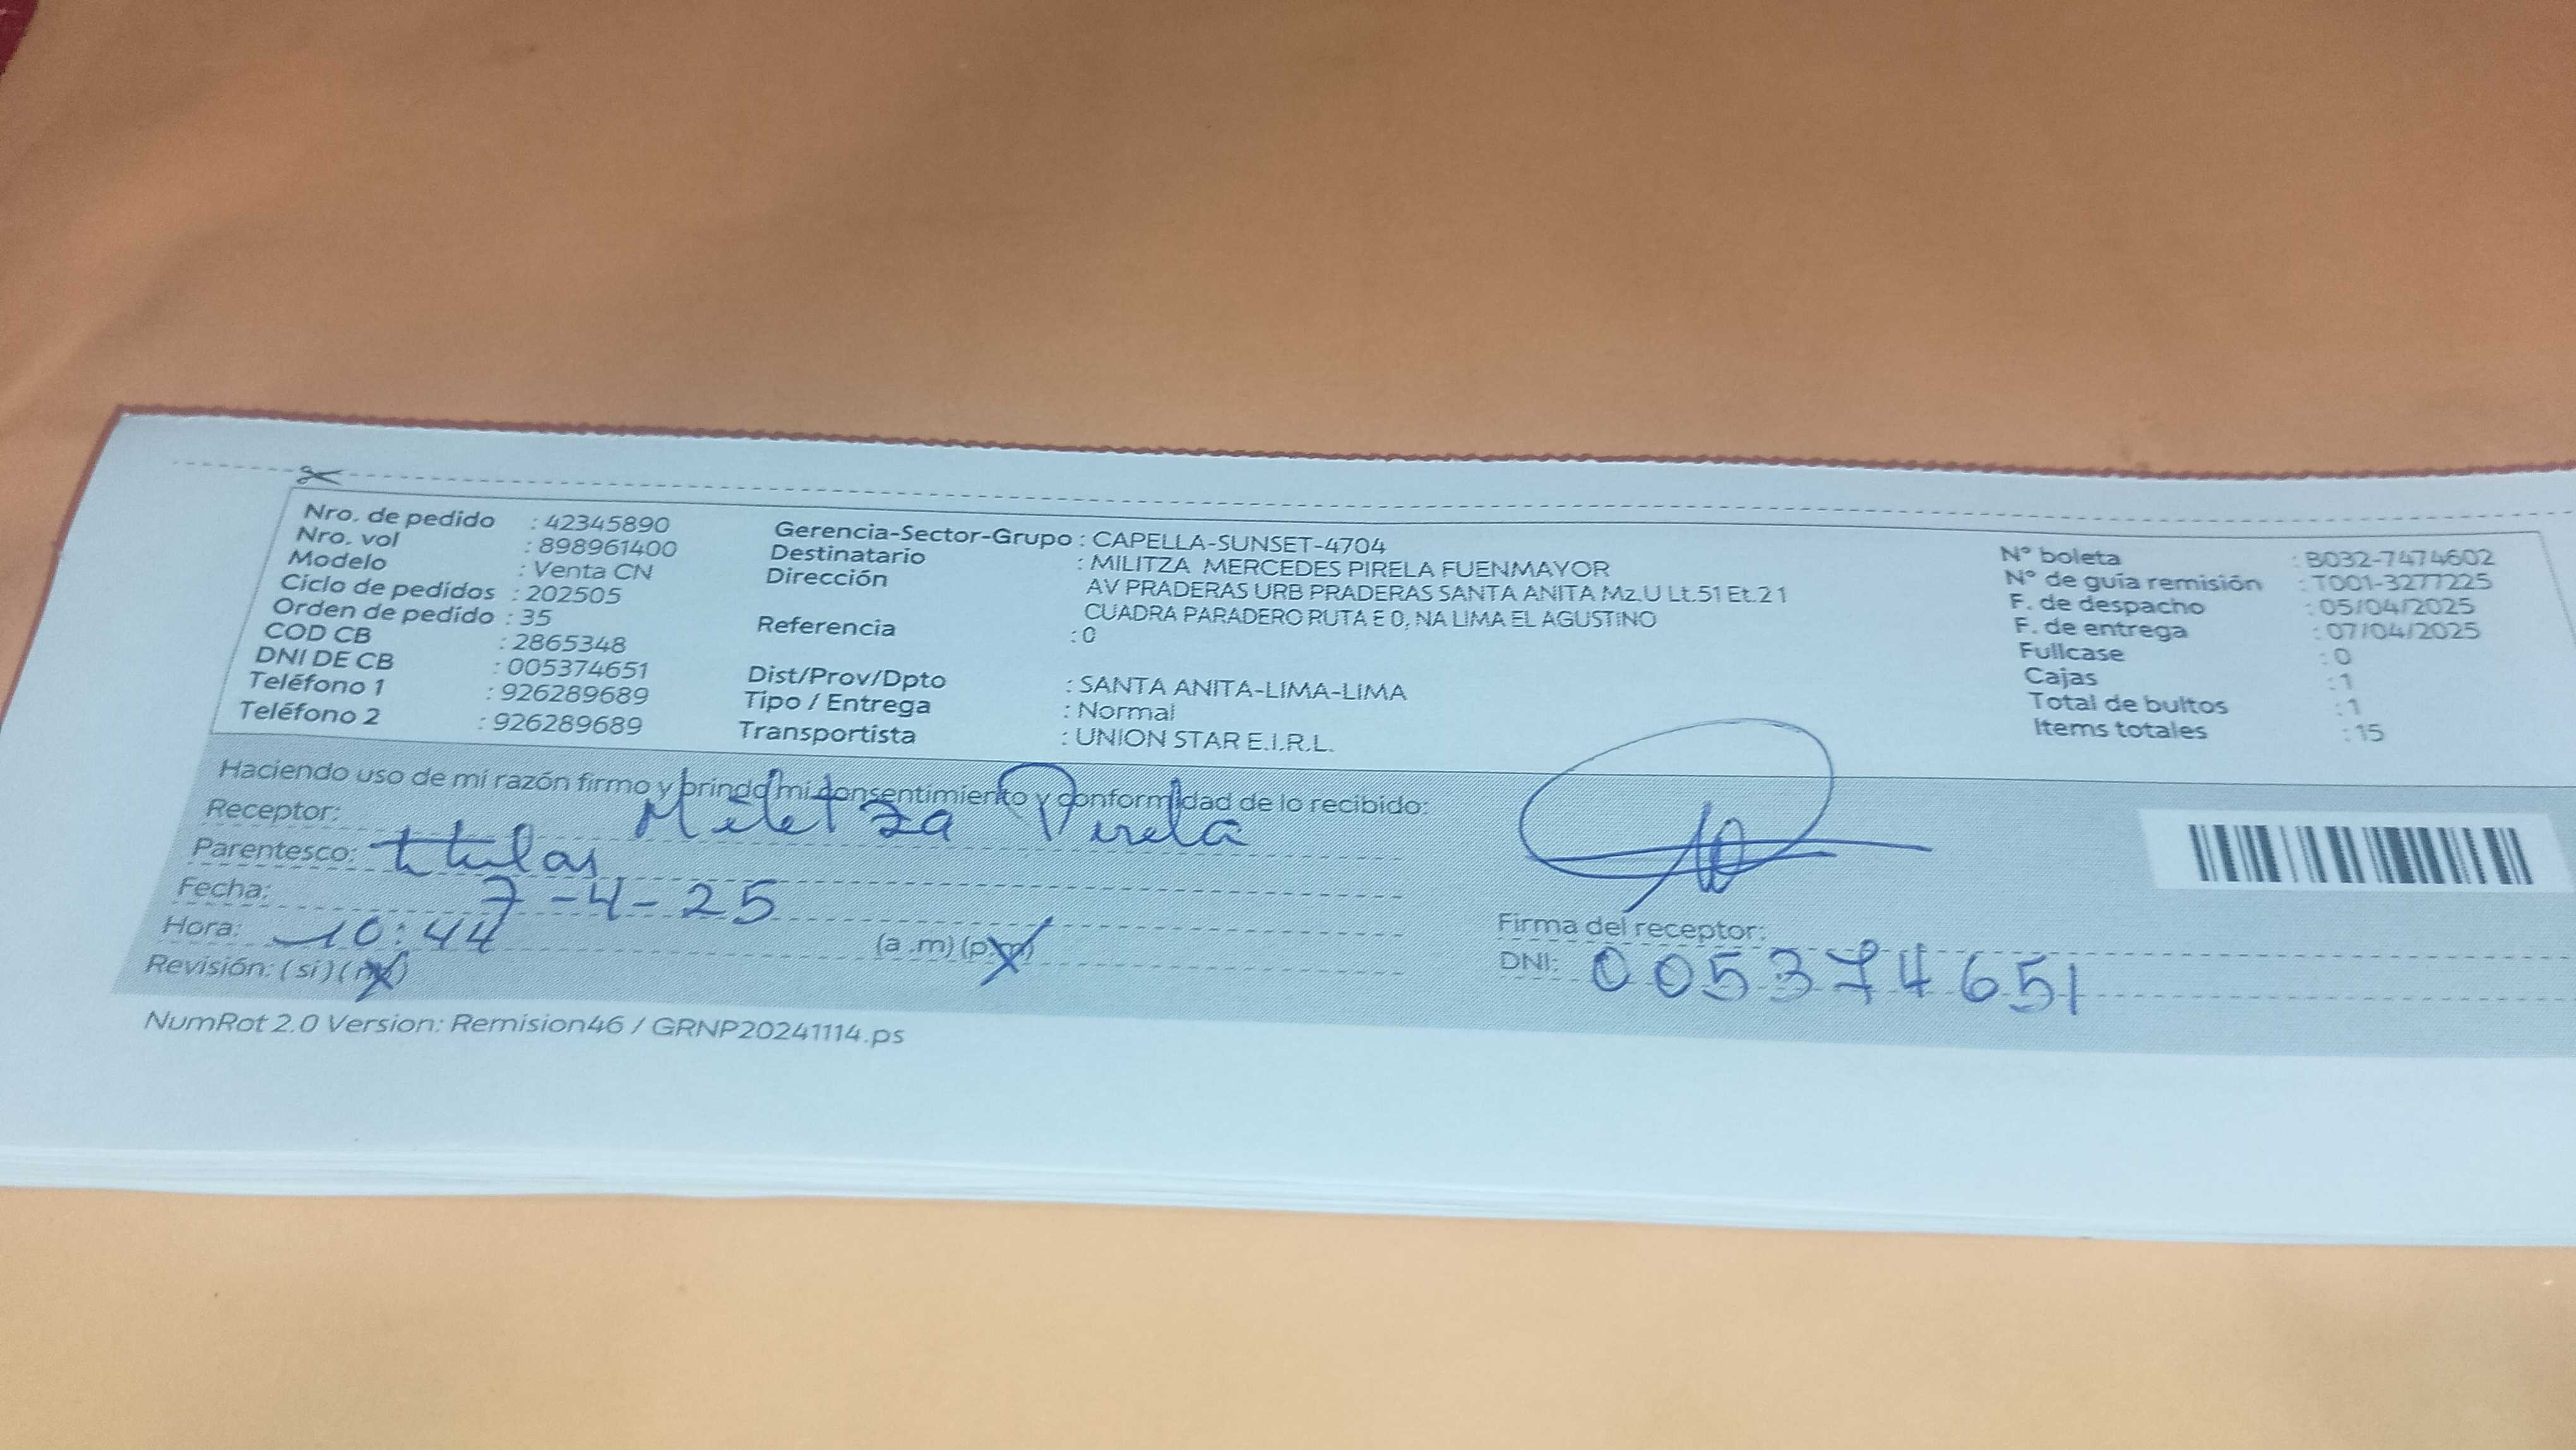 Nro. de pedido : 42345890
Nro. vol : 898961400
Modelo : Venta CN
Ciclo de pedidos : 202505
Orden de pedido : 35
COD CB : 2865348
DNI DE CB : 005374651
Teléfono 1 : 926289689
Teléfono 2 : 926289689
Gerencia-Sector-Grupo : CAPELLA-SUNSET-4704
Destinatario : MILITZA MERCEDES PIRELA FUENMAYOR
Dirección AV PRADERAS URB PRADERAS SANTA ANITA Mz.U Lt.51 Et.2 1
CUADRA PARADERO RUTA E 0, NA LIMA EL AGUSTINO
Referencia : 0
Dist/Prov/Dpto : SANTA ANITA-LIMA-LIMA
Tipo / Entrega : Normal
Transportista : UNION STAR E.I.R.L.
N° boleta : B032-7474602
N° de guía remisión : T001-3277225
F. de despacho : 05/04/2025
F. de entrega : 07/04/2025
Fullcase : 0
Cajas : 1
Total de bultos : 1
Items totales : 15
Haciendo uso de mi razón firmo y brindo mi consentimiento y conformidad de lo recibido:
Receptor: Militza Pirela
Parentesco: titular
Fecha: 7-4-25
Hora: 10:44 (a .m) (p.m)
Revisión: ( si ) ( no )
Firma del receptor:
DNI: 005374651
NumRot 2.0 Version: Remision46 / GRNP20241114.ps